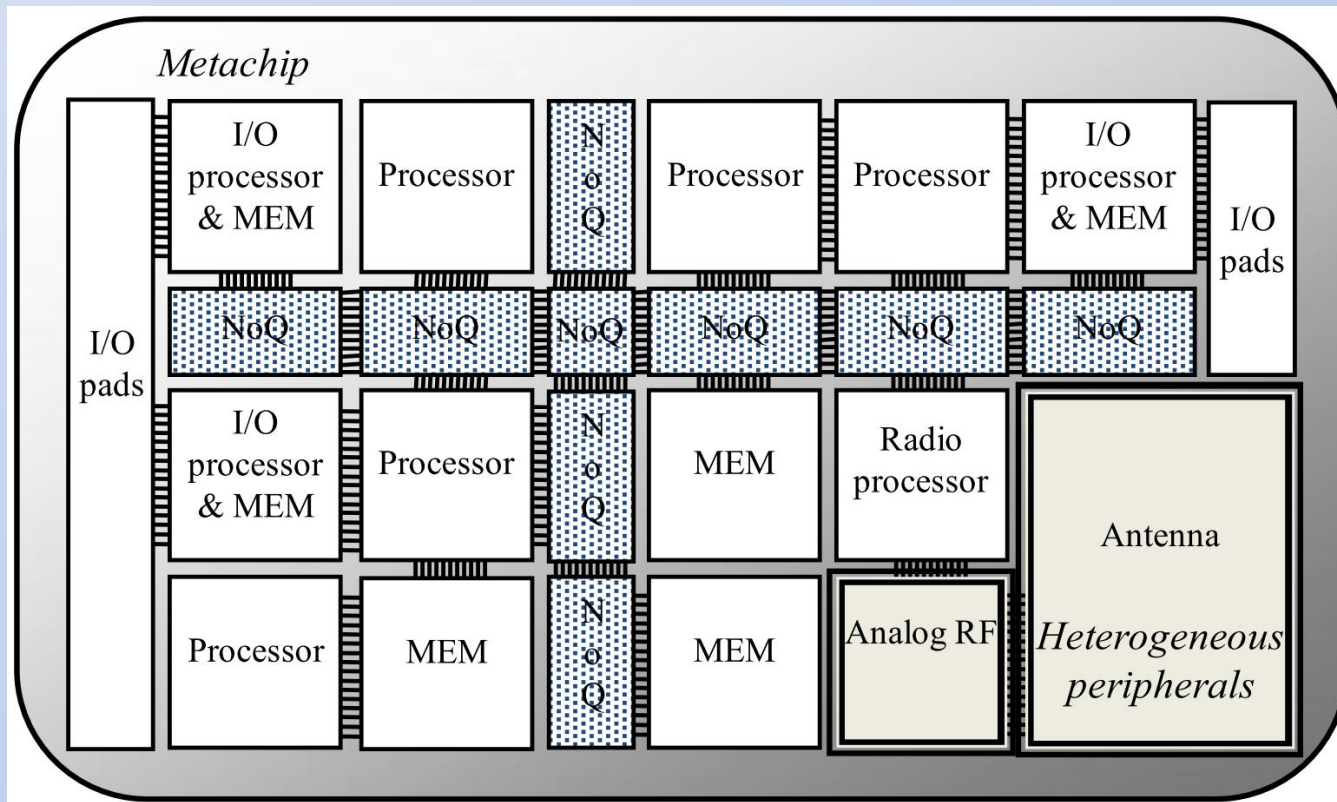 Metachip
I/O
pads
I/O
processor
& MEM
Processor
N
o
Q
Processor
Processor
I/O
processor
& MEM
I/O
pads
NoQ
NoQ
NoQ
NoQ
NoQ
NoQ
I/O
processor
& MEM
Processor
N
o
Q
MEM
Radio
processor
Antenna
Heterogeneous
peripherals
Processor
MEM
N
o
Q
MEM
Analog RF